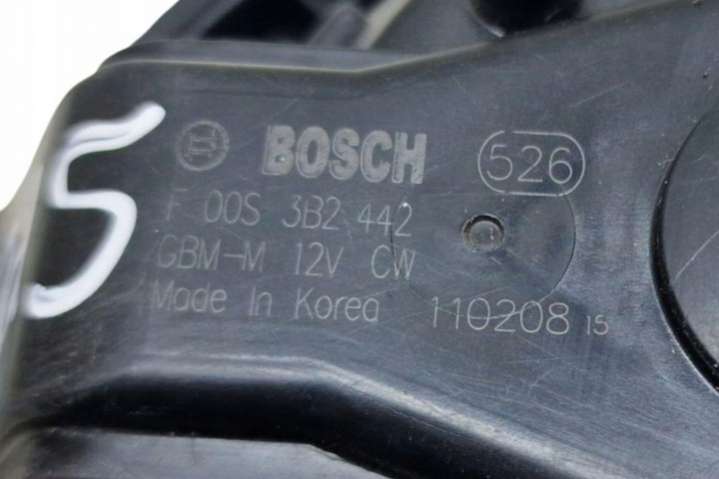 5
BOSCH 526
F 00S 3B2 442
GBM-M 12V CW
Made In Korea 110208 15